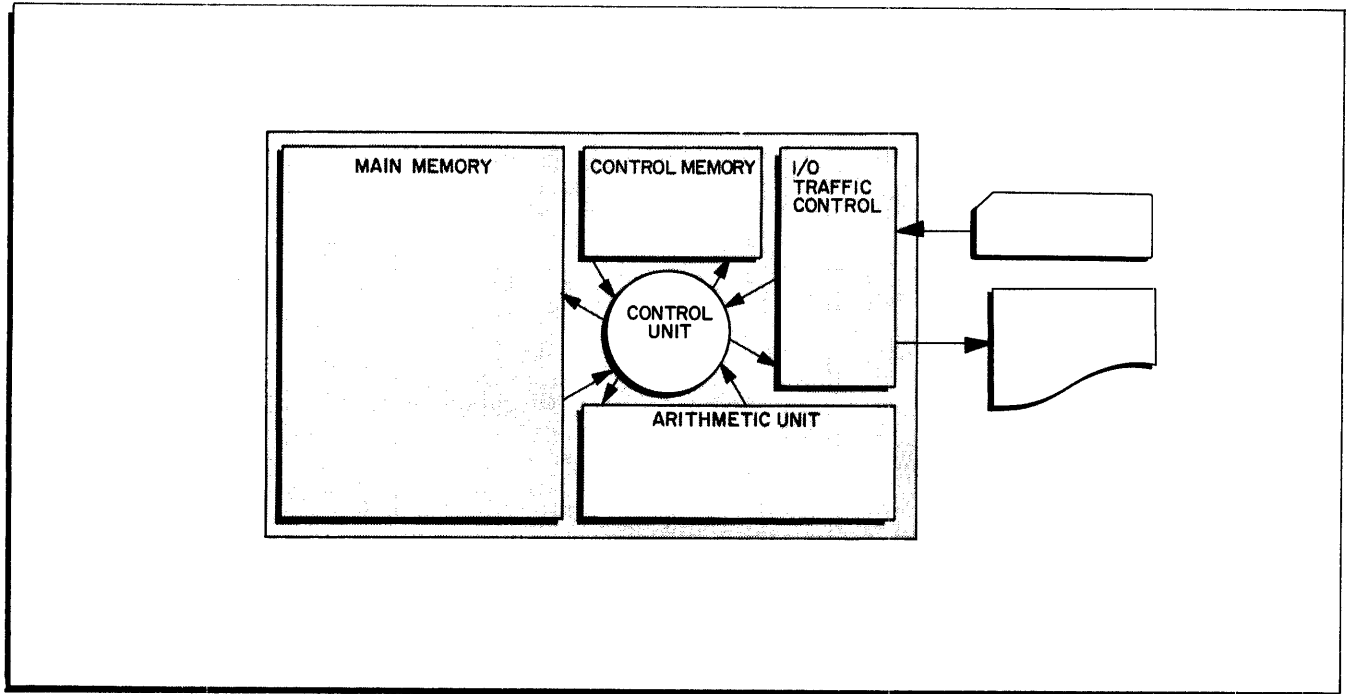 MAIN MEMORY
CONTROL MEMORY
I/O
TRAFFIC
CONTROL
CONTROL
UNIT
ARITHMETIC UNIT